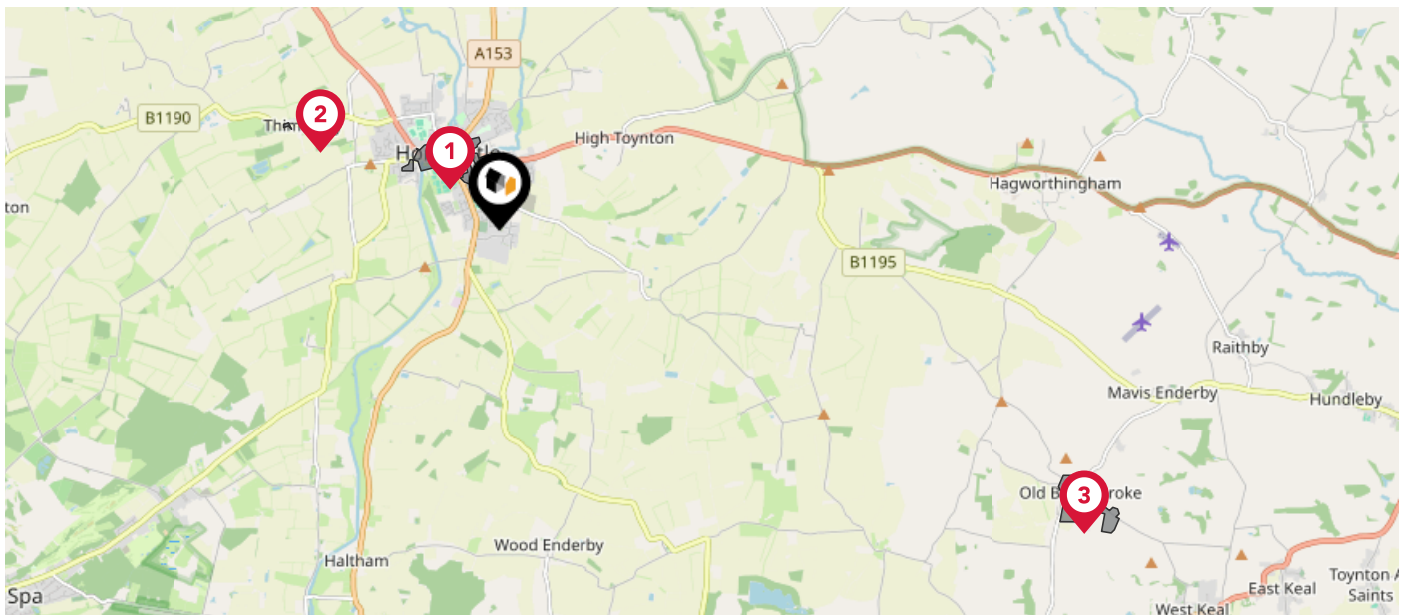 A153
B1190
2
High Toynton
1
Hagworthingham
ton
B1195
Raithby
Mavis Enderby
Hundleby
Old
3
Wood Enderby
Haltham
East Keal
Toynton
Saints
Spa
West Keal